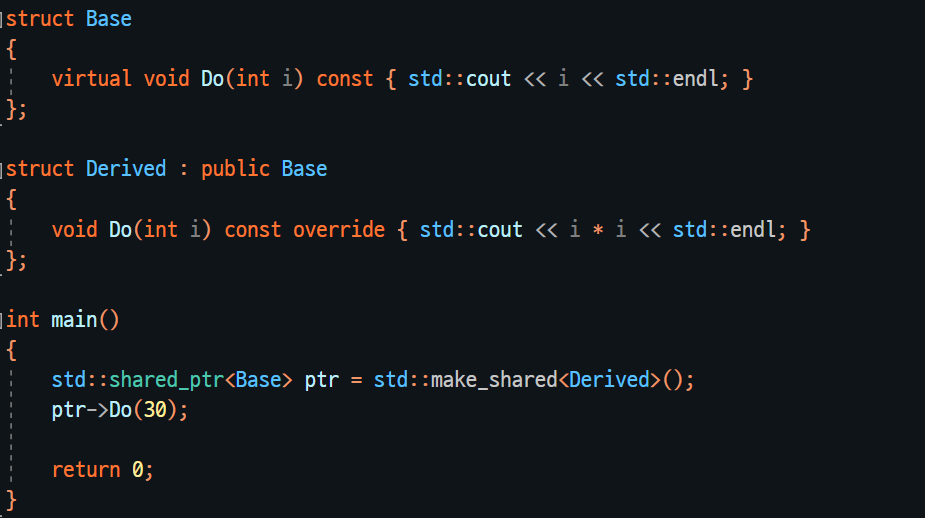 struct Base
{
    virtual void Do(int i) const { std::cout << i << std::endl; }
};

struct Derived : public Base
{
    void Do(int i) const override { std::cout << i * i << std::endl; }
};

int main()
{
    std::shared_ptr<Base> ptr = std::make_shared<Derived>();
    ptr->Do(30);

    return 0;
}